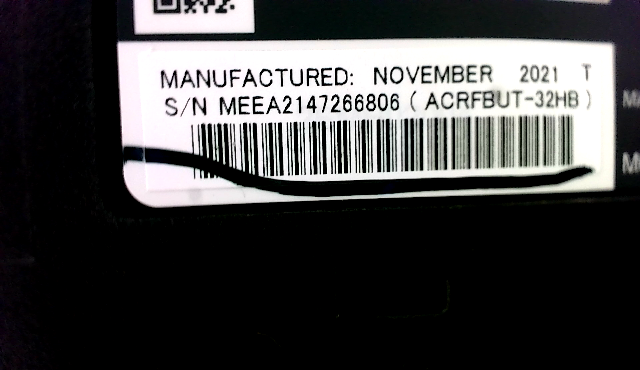 MANUFACTURED: NOVEMBER 2021 T
S/N MEEA2147266806 (ACRFBUT-32HB)